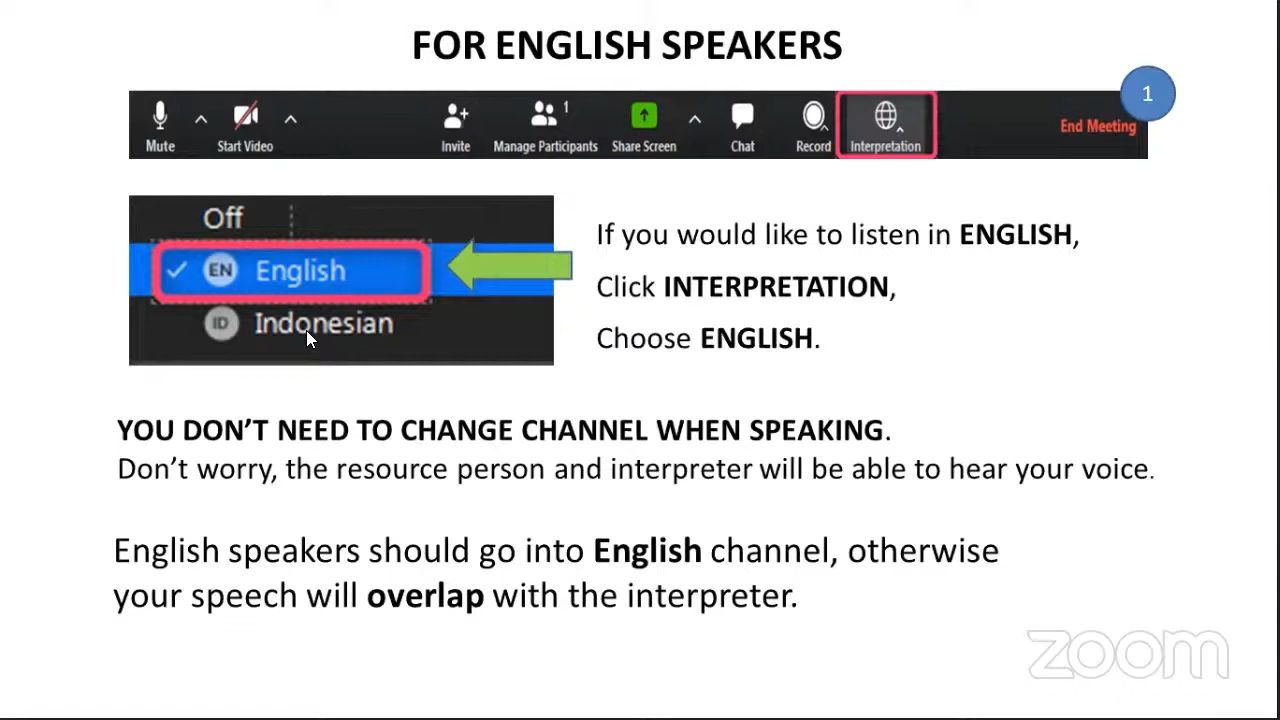 FOR ENGLISH SPEAKERS
1
Mute
Start Video
Invite
1
Manage Participants
Share Screen
Chat
Record
Interpretation
End Meeting
Off
EN English
ID Indonesian
If you would like to listen in ENGLISH,
Click INTERPRETATION,
Choose ENGLISH.
YOU DON’T NEED TO CHANGE CHANNEL WHEN SPEAKING.
Don’t worry, the resource person and interpreter will be able to hear your voice.
English speakers should go into English channel, otherwise
your speech will overlap with the interpreter.
zoom